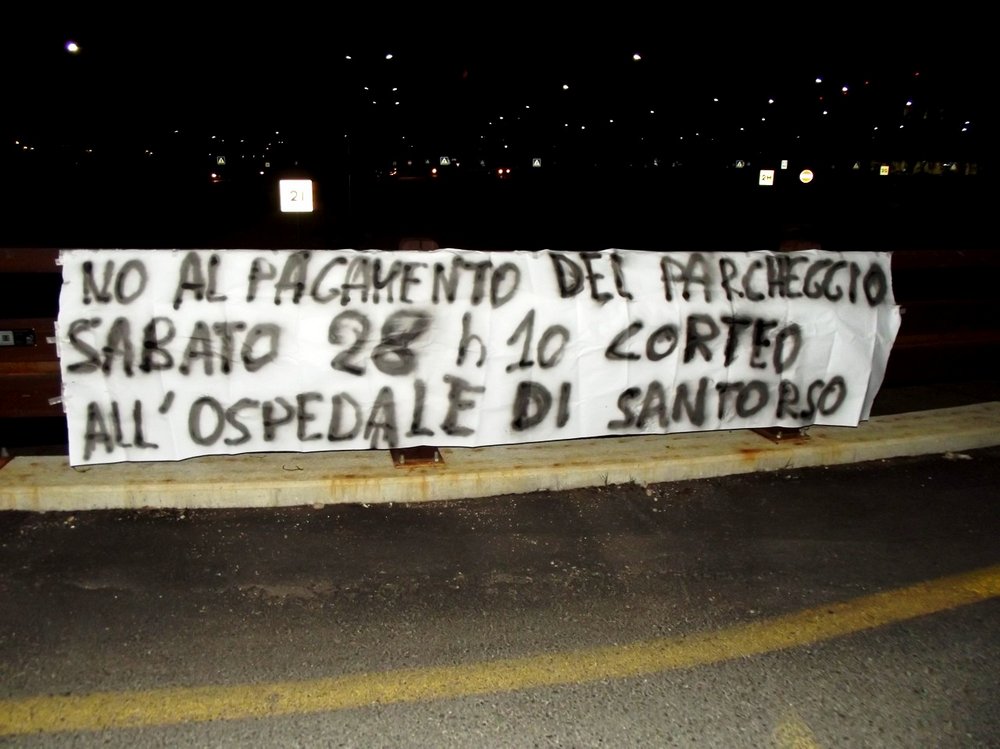 NO AL PAGAMENTO DEL PARCHEGGIO
SABATO 28 h 10 CORTEO
ALL'OSPEDALE DI SANTORSO